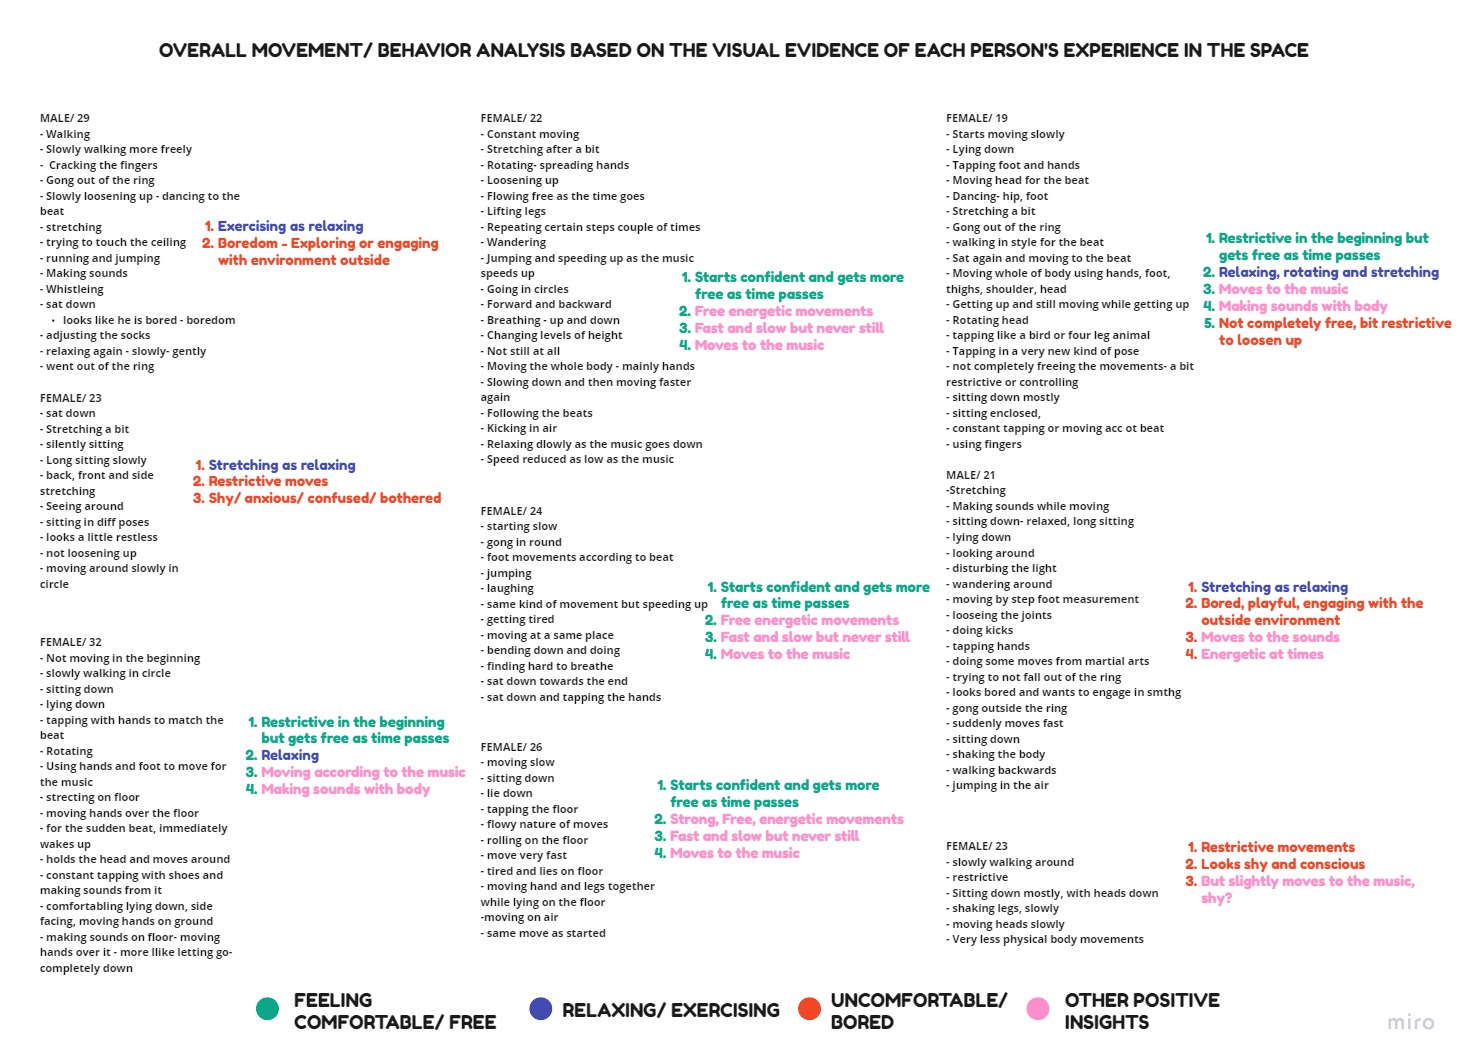 OVERALL MOVEMENT/ BEHAVIOR ANALYSIS BASED ON THE VISUAL EVIDENCE OF EACH PERSON'S EXPERIENCE IN THE SPACE
MALE/ 29
- Walking
- Slowly walking more freely
- Cracking the fingers
- Gong out of the ring
- Slowly loosening up - dancing to the
beat
- stretching
- trying to touch the ceiling
- running and jumping
- Making sounds
- Whistleing
- sat down
• looks like he is bored - boredom
- adjusting the socks
- relaxing again - slowly- gently
- went out of the ring
1. Exercising as relaxing
2. Boredom - Exploring or engaging
with environment outside
FEMALE/ 23
- sat down
- Stretching a bit
- silently sitting
- Long sitting slowly
- back, front and side
stretching
- Seeing around
- sitting in diff poses
- looks a little restless
- not loosening up
- moving around slowly in
circle
1. Stretching as relaxing
2. Restrictive moves
3. Shy/ anxious/ confused/ bothered
FEMALE/ 32
- Not moving in the beginning
- slowly walking in circle
- sitting down
- lying down
- tapping with hands to match the
beat
- Rotating
- Using hands and foot to move for
the music
- strecting on floor
- moving hands over the floor
- for the sudden beat, immediately
wakes up
- holds the head and moves around
- constant tapping with shoes and
making sounds from it
- comfortabling lying down, side
facing, moving hands on ground
- making sounds on floor- moving
hands over it - more llike letting go-
completely down
1. Restrictive in the beginning
but gets free as time passes
2. Relaxing
3. Moving according to the music
4. Making sounds with body
FEMALE/ 22
- Constant moving
- Stretching after a bit
- Rotating- spreading hands
- Loosening up
- Flowing free as the time goes
- Lifting legs
- Repeating certain steps couple of times
- Wandering
- Jumping and speeding up as the music
speeds up
- Going in circles
- Forward and backward
- Breathing - up and down
- Changing levels of height
- Not still at all
- Moving the whole body - mainly hands
- Slowing down and then moving faster
again
- Following the beats
- Kicking in air
- Relaxing dlowly as the music goes down
- Speed reduced as low as the music
1. Starts confident and gets more
free as time passes
2. Free energetic movements
3. Fast and slow but never still
4. Moves to the music
FEMALE/ 24
- starting slow
- gong in round
- foot movements according to beat
- jumping
- laughing
- same kind of movement but speeding up
- getting tired
- moving at a same place
- bending down and doing
- finding hard to breathe
- sat down towards the end
- sat down and tapping the hands
1. Starts confident and gets more
free as time passes
2. Free energetic movements
3. Fast and slow but never still
4. Moves to the music
FEMALE/ 26
- moving slow
- sitting down
- lie down
- tapping the floor
- flowy nature of moves
- rolling on the floor
- move very fast
- tired and lies on floor
- moving hand and legs together
while lying on the floor
-moving on air
- same move as started
1. Starts confident and gets more
free as time passes
2. Strong, Free, energetic movements
3. Fast and slow but never still
4. Moves to the music
FEMALE/ 19
- Starts moving slowly
- Lying down
- Tapping foot and hands
- Moving head for the beat
- Dancing- hip, foot
- Stretching a bit
- Gong out of the ring
- walking in style for the beat
- Sat again and moving to the beat
- Moving whole of body using hands, foot,
thighs, shoulder, head
- Getting up and still moving while getting up
- Rotating head
- tapping like a bird or four leg animal
- Tapping in a very new kind of pose
- not completely freeing the movements- a bit
restrictive or controlling
- sitting down mostly
- sitting enclosed,
- constant tapping or moving acc ot beat
- using fingers
1. Restrictive in the beginning but
gets free as time passes
2. Relaxing, rotating and stretching
3. Moves to the music
4. Making sounds with body
5. Not completely free, bit restrictive
to loosen up
MALE/ 21
-Stretching
- Making sounds while moving
- sitting down- relaxed, long sitting
- lying down
- looking around
- disturbing the light
- wandering around
- moving by step foot measurement
- looseing the joints
- doing kicks
- tapping hands
- doing some moves from martial arts
- trying to not fall out of the ring
- looks bored and wants to engage in smthg
- gong outside the ring
- suddenly moves fast
- sitting down
- shaking the body
- walking backwards
- jumping in the air
1. Stretching as relaxing
2. Bored, playful, engaging with the
outside environment
3. Moves to the sounds
4. Energetic at times
FEMALE/ 23
- slowly walking around
- restrictive
- Sitting down mostly, with heads down
- shaking legs, slowly
- moving heads slowly
- Very less physical body movements
1. Restrictive movements
2. Looks shy and conscious
3. But slightly moves to the music,
shy?
FEELING
COMFORTABLE/ FREE
RELAXING/ EXERCISING
UNCOMFORTABLE/
BORED
OTHER POSITIVE
INSIGHTS
miro